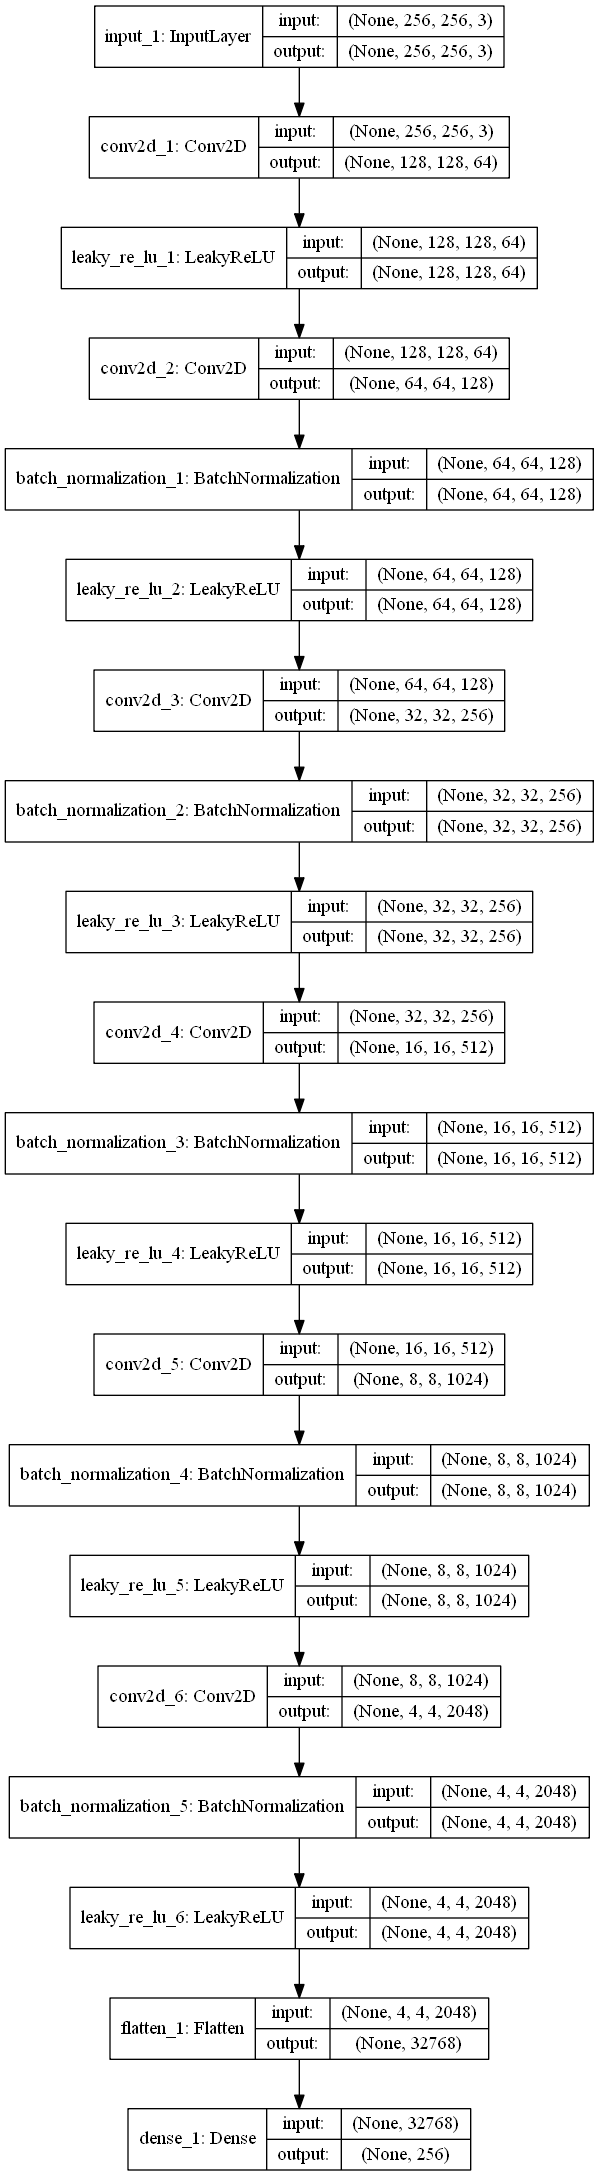 input_1: InputLayer
input: (None, 256, 256, 3)
output: (None, 256, 256, 3)
conv2d_1: Conv2D
input: (None, 256, 256, 3)
output: (None, 128, 128, 64)
leaky_re_lu_1: LeakyReLU
input: (None, 128, 128, 64)
output: (None, 128, 128, 64)
conv2d_2: Conv2D
input: (None, 128, 128, 64)
output: (None, 64, 64, 128)
batch_normalization_1: BatchNormalization
input: (None, 64, 64, 128)
output: (None, 64, 64, 128)
leaky_re_lu_2: LeakyReLU
input: (None, 64, 64, 128)
output: (None, 64, 64, 128)
conv2d_3: Conv2D
input: (None, 64, 64, 128)
output: (None, 32, 32, 256)
batch_normalization_2: BatchNormalization
input: (None, 32, 32, 256)
output: (None, 32, 32, 256)
leaky_re_lu_3: LeakyReLU
input: (None, 32, 32, 256)
output: (None, 32, 32, 256)
conv2d_4: Conv2D
input: (None, 32, 32, 256)
output: (None, 16, 16, 512)
batch_normalization_3: BatchNormalization
input: (None, 16, 16, 512)
output: (None, 16, 16, 512)
leaky_re_lu_4: LeakyReLU
input: (None, 16, 16, 512)
output: (None, 16, 16, 512)
conv2d_5: Conv2D
input: (None, 16, 16, 512)
output: (None, 8, 8, 1024)
batch_normalization_4: BatchNormalization
input: (None, 8, 8, 1024)
output: (None, 8, 8, 1024)
leaky_re_lu_5: LeakyReLU
input: (None, 8, 8, 1024)
output: (None, 8, 8, 1024)
conv2d_6: Conv2D
input: (None, 8, 8, 1024)
output: (None, 4, 4, 2048)
batch_normalization_5: BatchNormalization
input: (None, 4, 4, 2048)
output: (None, 4, 4, 2048)
leaky_re_lu_6: LeakyReLU
input: (None, 4, 4, 2048)
output: (None, 4, 4, 2048)
flatten_1: Flatten
input: (None, 4, 4, 2048)
output: (None, 32768)
dense_1: Dense
input: (None, 32768)
output: (None, 256)